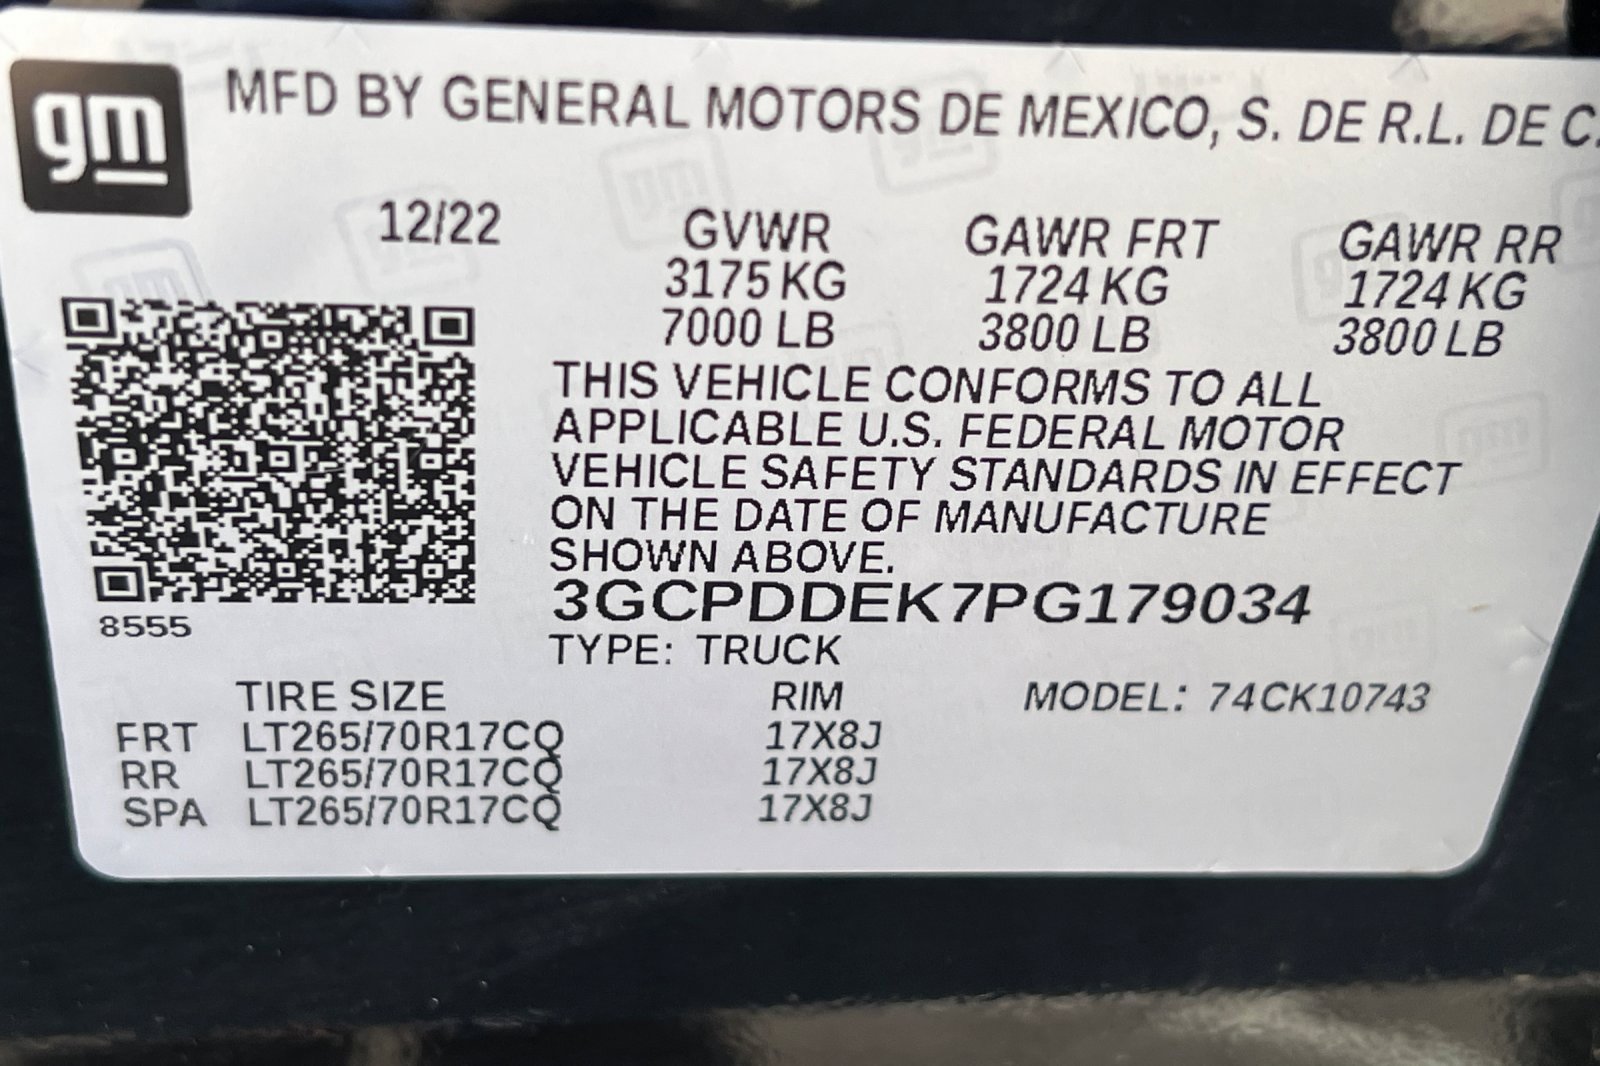 gm
MFD BY GENERAL MOTORS DE MEXICO, S. DE R.L. DE C.
12/22 GVWR GAWR FRT GAWR RR
3175 KG 1724 KG 1724 KG
7000 LB 3800 LB 3800 LB
THIS VEHICLE CONFORMS TO ALL
APPLICABLE U.S. FEDERAL MOTOR
VEHICLE SAFETY STANDARDS IN EFFECT
ON THE DATE OF MANUFACTURE
SHOWN ABOVE.
3GCPDDEK7PG179034
8555
TYPE: TRUCK
TIRE SIZE RIM MODEL: 74CK10743
FRT LT265/70R17CQ 17X8J
RR LT265/70R17CQ 17X8J
SPA LT265/70R17CQ 17X8J